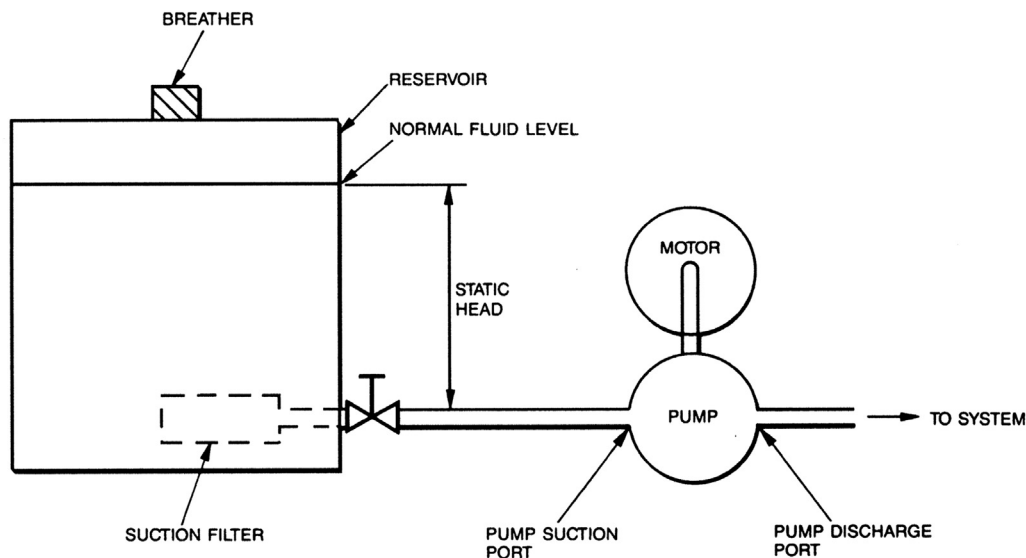 BREATHER
RESERVOIR
NORMAL FLUID LEVEL
MOTOR
STATIC
HEAD
PUMP
TO SYSTEM
SUCTION FILTER
PUMP SUCTION
PORT
PUMP DISCHARGE
PORT